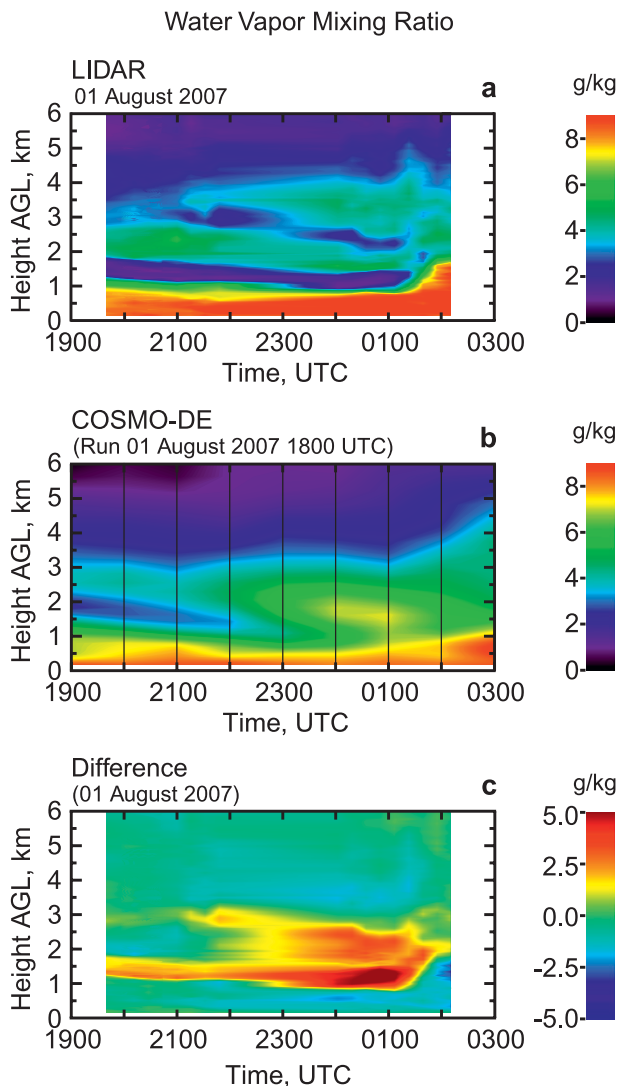 Water Vapor Mixing Ratio
LIDAR
01 August 2007
a
g/kg
Height AGL, km
6
5
4
3
2
1
0
8
6
4
2
0
1900 2100 2300 0100 0300
Time, UTC
COSMO-DE
(Run 01 August 2007 1800 UTC)
b
g/kg
Height AGL, km
6
5
4
3
2
1
0
8
6
4
2
0
1900 2100 2300 0100 0300
Time, UTC
Difference
(01 August 2007)
c
g/kg
Height AGL, km
6
5
4
3
2
1
0
5.0
2.5
0.0
-2.5
-5.0
1900 2100 2300 0100 0300
Time, UTC